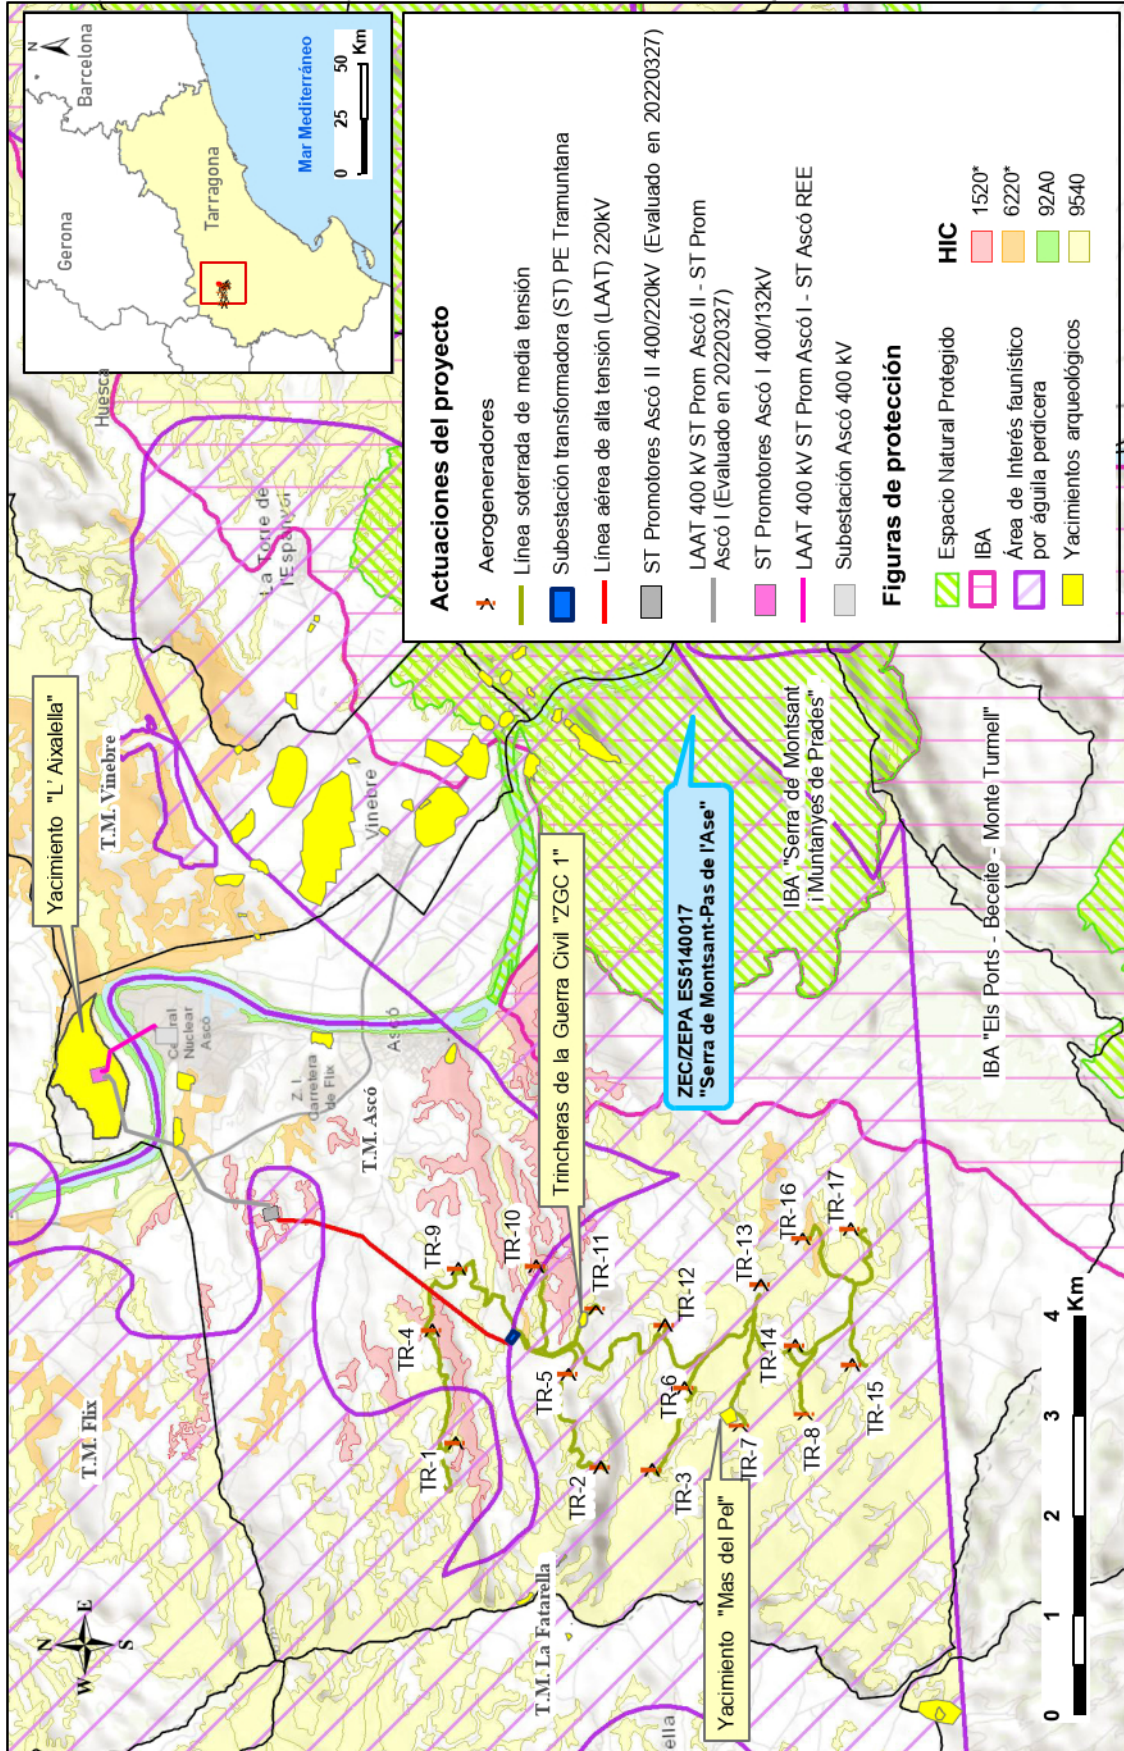 N
Gerona
Barcelona
Huesca
Tarragona
Mar Mediterráneo
0 25 50
Km
Actuaciones del proyecto
Aerogeneradores
Línea soterrada de media tensión
Subestación transformadora (ST) PE Tramuntana
Línea aérea de alta tensión (LAAT) 220kV
ST Promotores Ascó II 400/220kV (Evaluado en 20220327)
LAAT 400 kV ST Prom Ascó II - ST Prom
Ascó I (Evaluado en 20220327)
ST Promotores Ascó I 400/132kV
LAAT 400 kV ST Prom Ascó I - ST Ascó REE
Subestación Ascó 400 kV
Figuras de protección
Espacio Natural Protegido
IBA
Área de Interés faunístico
por águila perdicera
Yacimientos arqueológicos
HIC
1520*
6220*
92A0
9540
N
W E
S
T.M. Flix
Yacimiento "L' Aixalella"
T.M. Vinebre
La Torre de
l'Espanyol
Central
Nuclear
Ascó
Z.I.
Carretera
de Flix
T.M. Ascó
Ascó
Vinebre
TR-1
TR-4
TR-9
TR-10
Trincheras de la Guerra Civil "ZGC 1"
TR-2
TR-5
TR-11
T.M. La Fatarella
TR-3
TR-6
TR-12
ella
ZEC/ZEPA ES5140017
"Serra de Montsant-Pas de l'Ase"
Yacimiento "Mas del Pel"
TR-7
TR-13
TR-8
TR-14
TR-16
TR-15
TR-17
IBA "Serra de Montsant
i Muntanyes de Prades"
IBA "Els Ports - Beceite - Monte Turmell"
0 1 2 3 4
Km